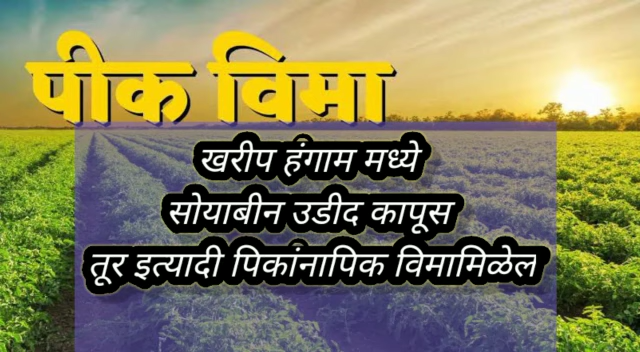 पीक विमा
खरीप हंगाम मध्ये
सोयाबीन उडीद कापूस
तूर इत्यादी पिकांनापिक विमामिळेल